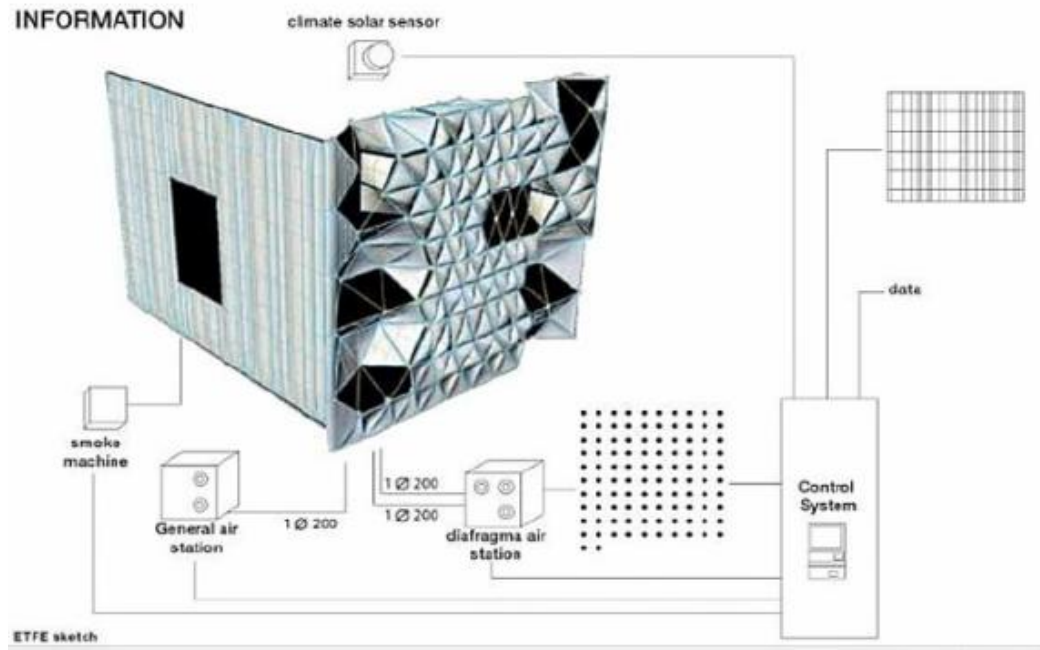 INFORMATION
climate solar sensor
data
smoke
machine
General air
station
1 Ø 200
1 Ø 200
1 Ø 200
diafragma air
station
Control
System
ETFE sketch